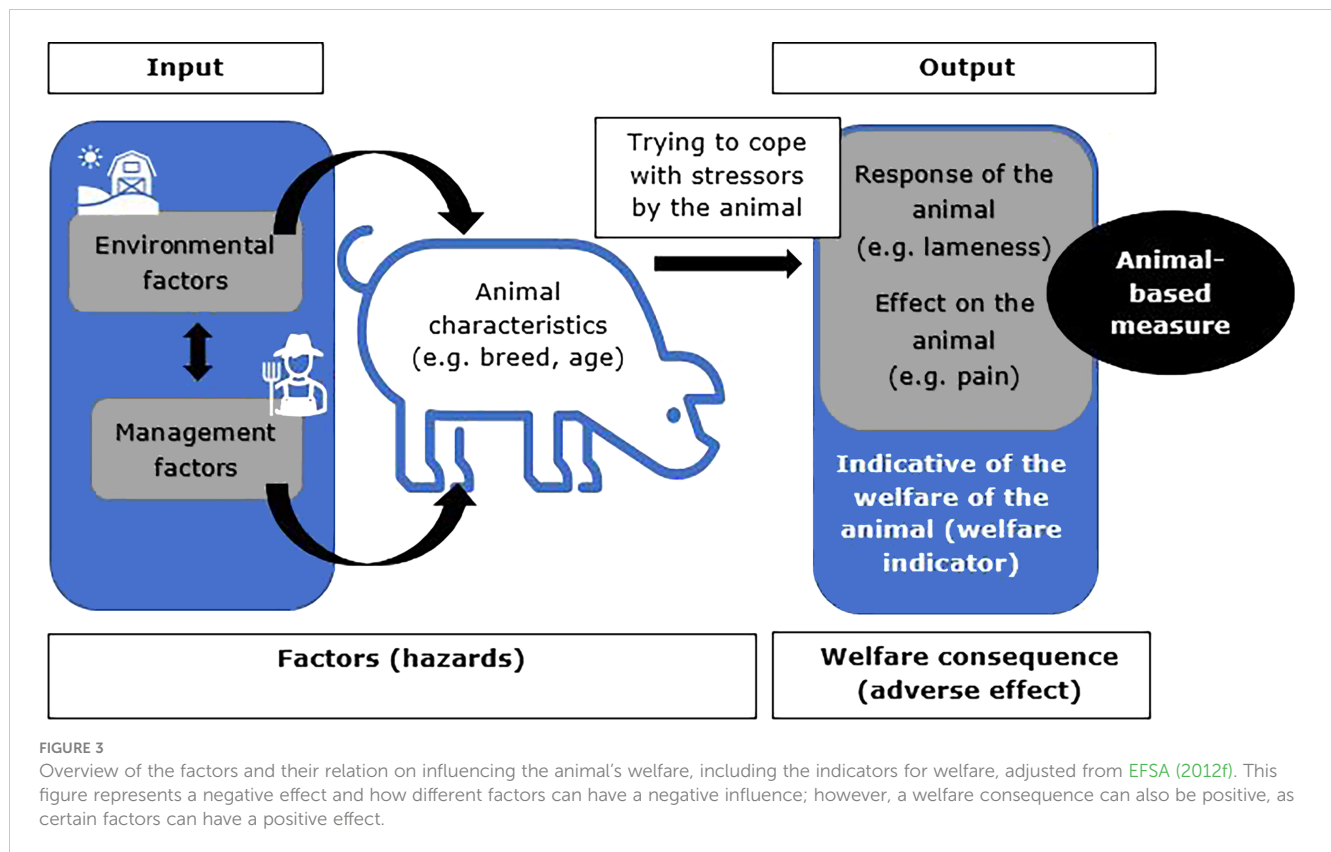 Input
Output
Environmental
factors
Management
factors
Animal
characteristics
(e.g. breed, age)
Trying to cope
with stressors
by the animal
Response of the
animal
(e.g. lameness)
Effect on the
animal
(e.g. pain)
Animal-
based
measure
Indicative of the
welfare of the
animal (welfare
indicator)
Factors (hazards)
Welfare consequence
(adverse effect)
FIGURE 3
Overview of the factors and their relation on influencing the animal's welfare, including the indicators for welfare, adjusted from EFSA (2012f). This
figure represents a negative effect and how different factors can have a negative influence; however, a welfare consequence can also be positive, as
certain factors can have a positive effect.